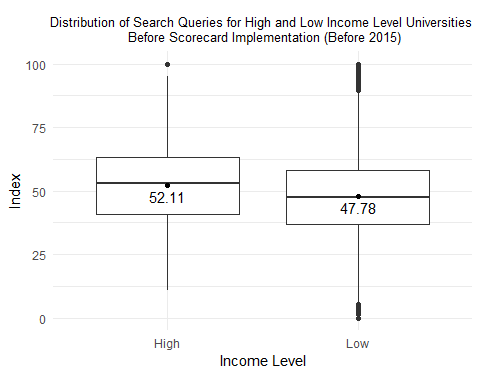 Distribution of Search Queries for High and Low Income Level Universities
Before Scorecard Implementation (Before 2015)
100
75
50
25
0
Index
52.11
47.78
High
Low
Income Level